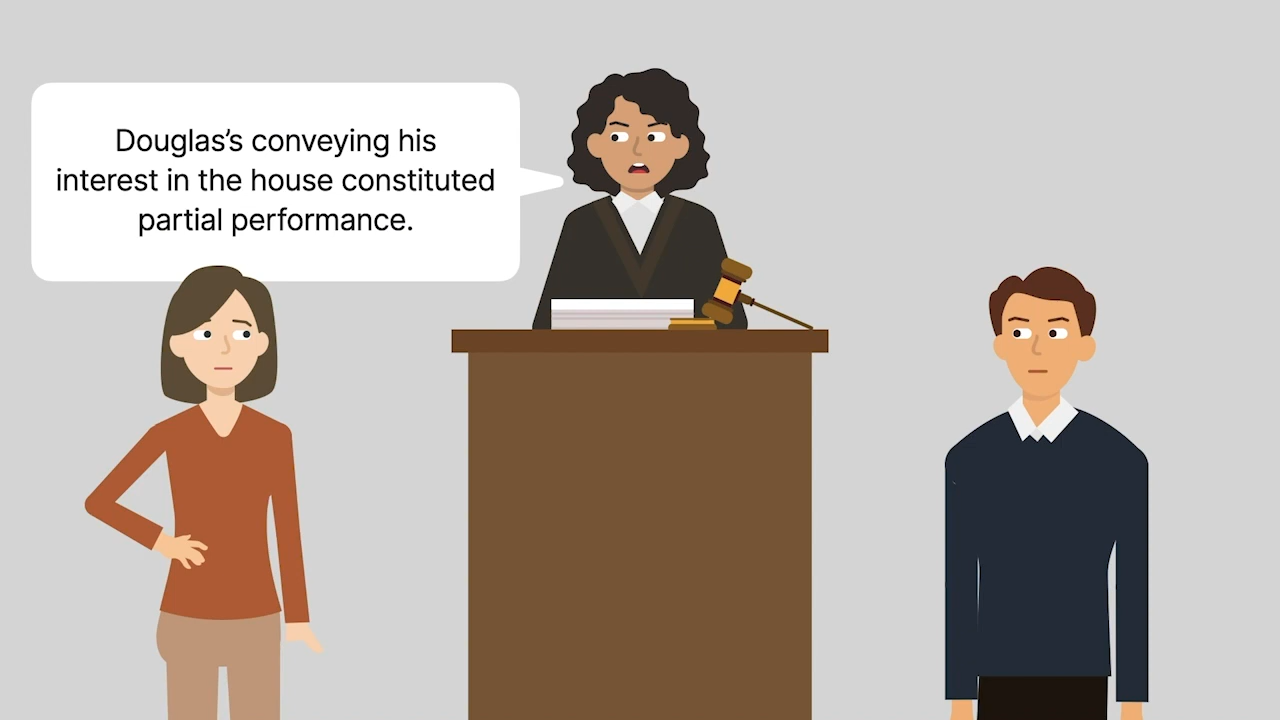 Douglas’s conveying his
interest in the house constituted
partial performance.